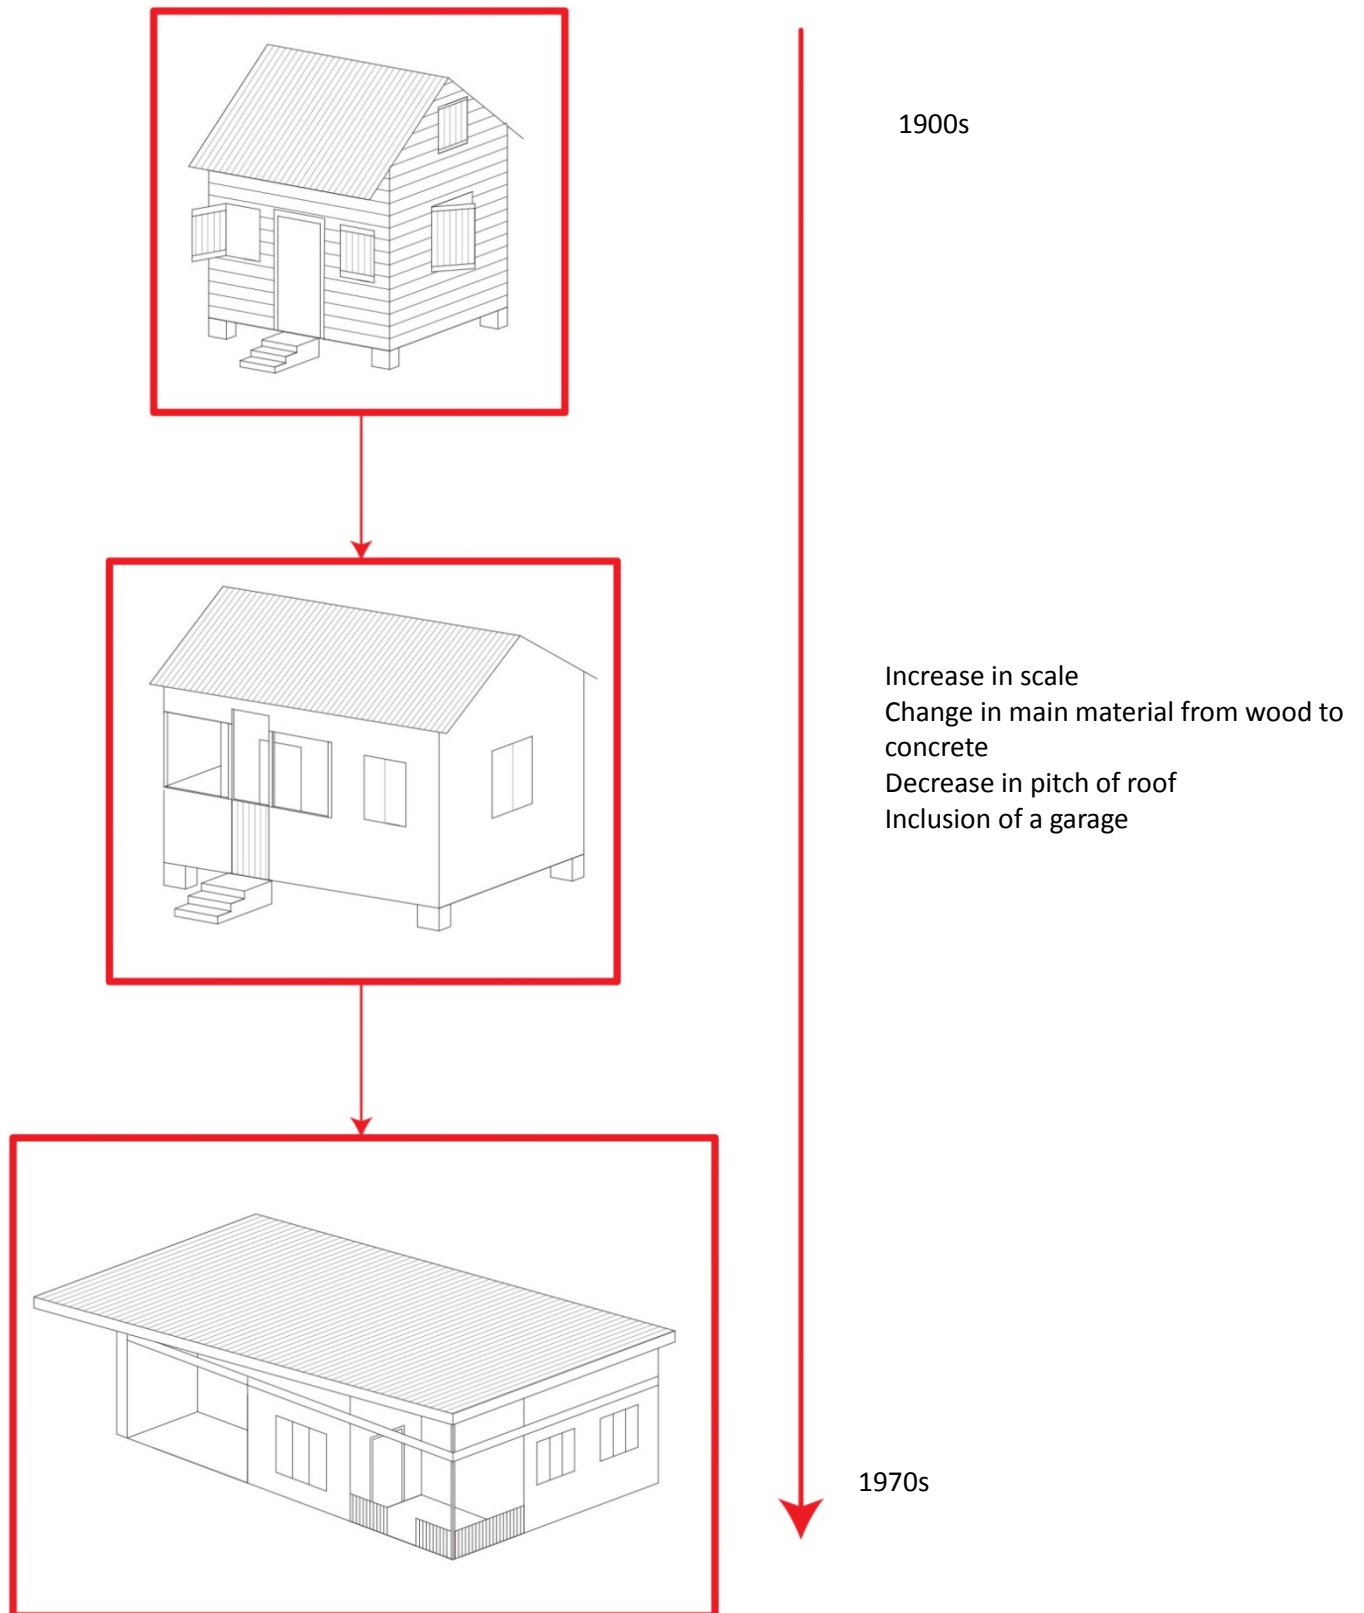 1900s
Increase in scale
Change in main material from wood to
concrete
Decrease in pitch of roof
Inclusion of a garage
1970s